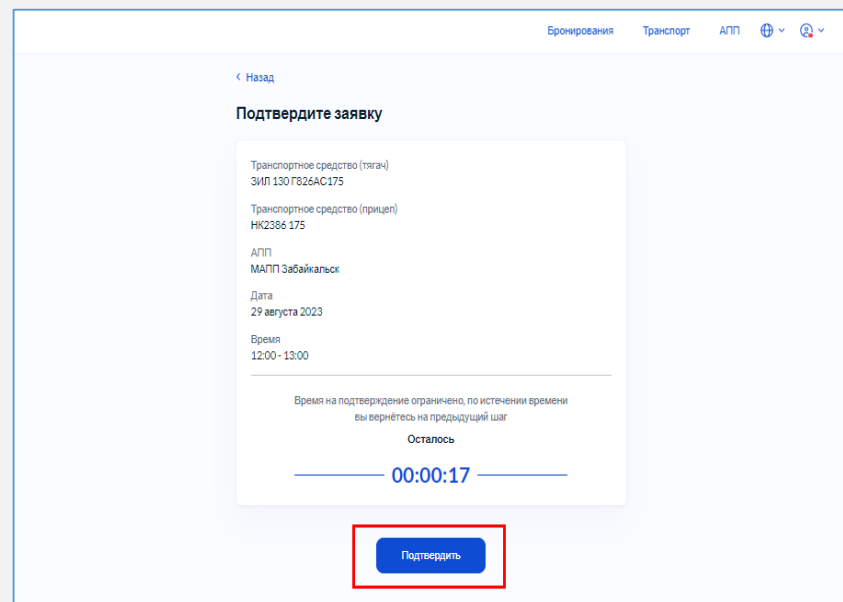 Бронирования Транспорт АПП
Назад
Подтвердите заявку
Транспортное средство (тягач)
ЗИЛ 130 Г826АС175
Транспортное средство (прицеп)
НК2386 175
АПП
МАПП Забайкальск
Дата
29 августа 2023
Время
12:00 - 13:00
Время на подтверждение ограничено, по истечении времени
вы вернётесь на предыдущий шаг
Осталось
00:00:17
Подтвердить